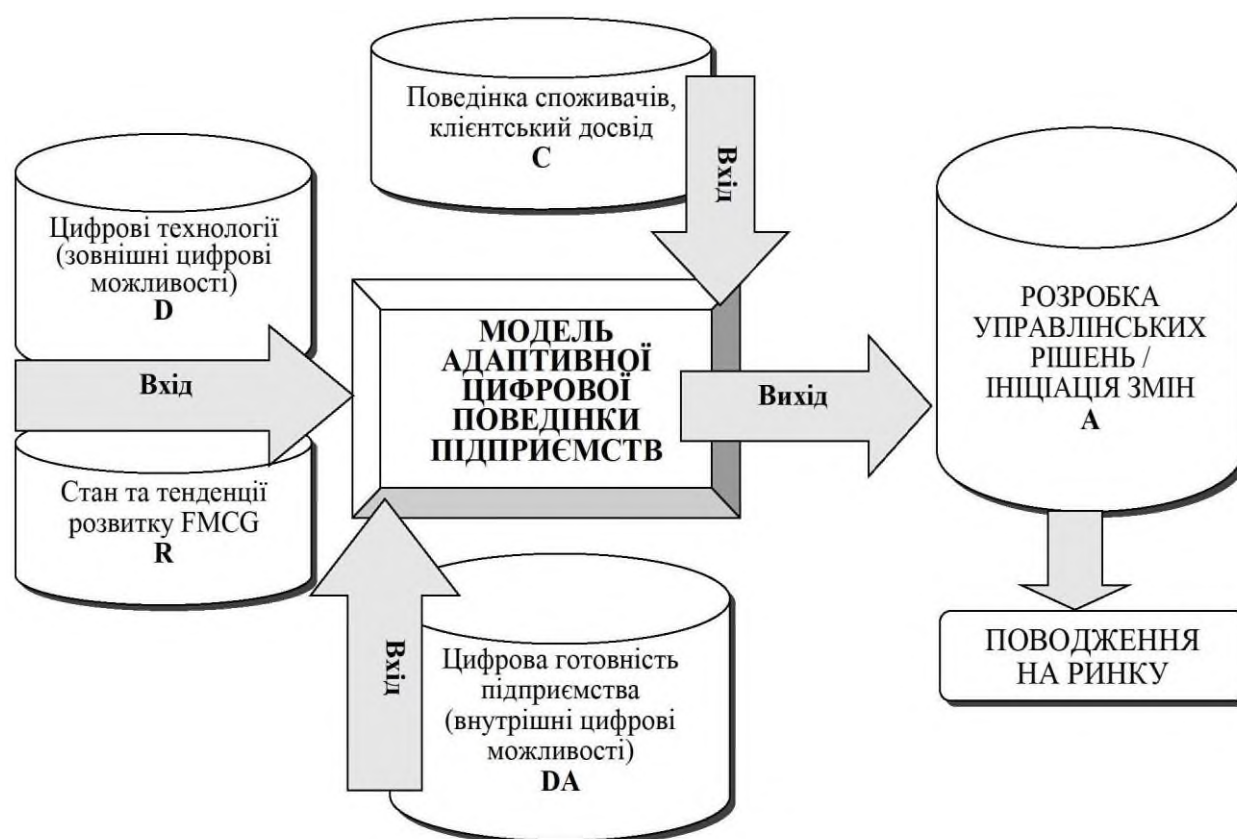 Поведінка споживачів,
клієнтський досвід
C
Вхід
Цифрові технології
(зовнішні цифрові
можливості)
D
Вхід
Стан та тенденції
розвитку FMCG
R
МОДЕЛЬ
АДАПТИВНОЇ
ЦИФРОВОЇ
ПОВЕДІНКИ
ПІДПРИЄМСТВ
Вихід
РОЗРОБКА
УПРАВЛІНСЬКИХ
РІШЕНЬ /
ІНІЦІАЦІЯ ЗМІН
A
Вхід
Цифрова готовність
підприємства
(внутрішні цифрові
можливості)
DA
ПОВОДЖЕННЯ
НА РИНКУ